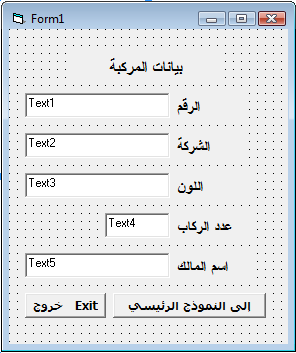 Form1
بيانات المركبة
الرقم Text1
الشركة Text2
اللون Text3
عدد الركاب Text4
اسم المالك Text5
إلى النموذج الرئيسي Exit خروج